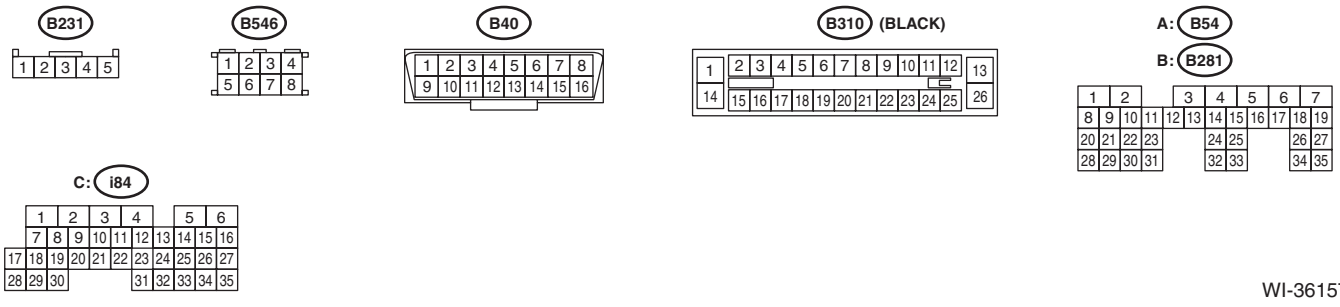 B231
B546
B40
B310 (BLACK)
A: B54
B: B281
1 2 3 4 5
1 2 3 4
5 6 7 8
1 2 3 4 5 6 7 8
9 10 11 12 13 14 15 16
1 2 3 4 5 6 7 8 9 10 11 12 13
14 15 16 17 18 19 20 21 22 23 24 25 26
1 2 3 4 5 6 7
8 9 10 11 12 13 14 15 16 17 18 19
20 21 22 23 24 25 26 27
28 29 30 31 32 33 34 35
C: i84
1 2 3 4 5 6
7 8 9 10 11 12 13 14 15 16
17 18 19 20 21 22 23 24 25 26 27
28 29 30 31 32 33 34 35